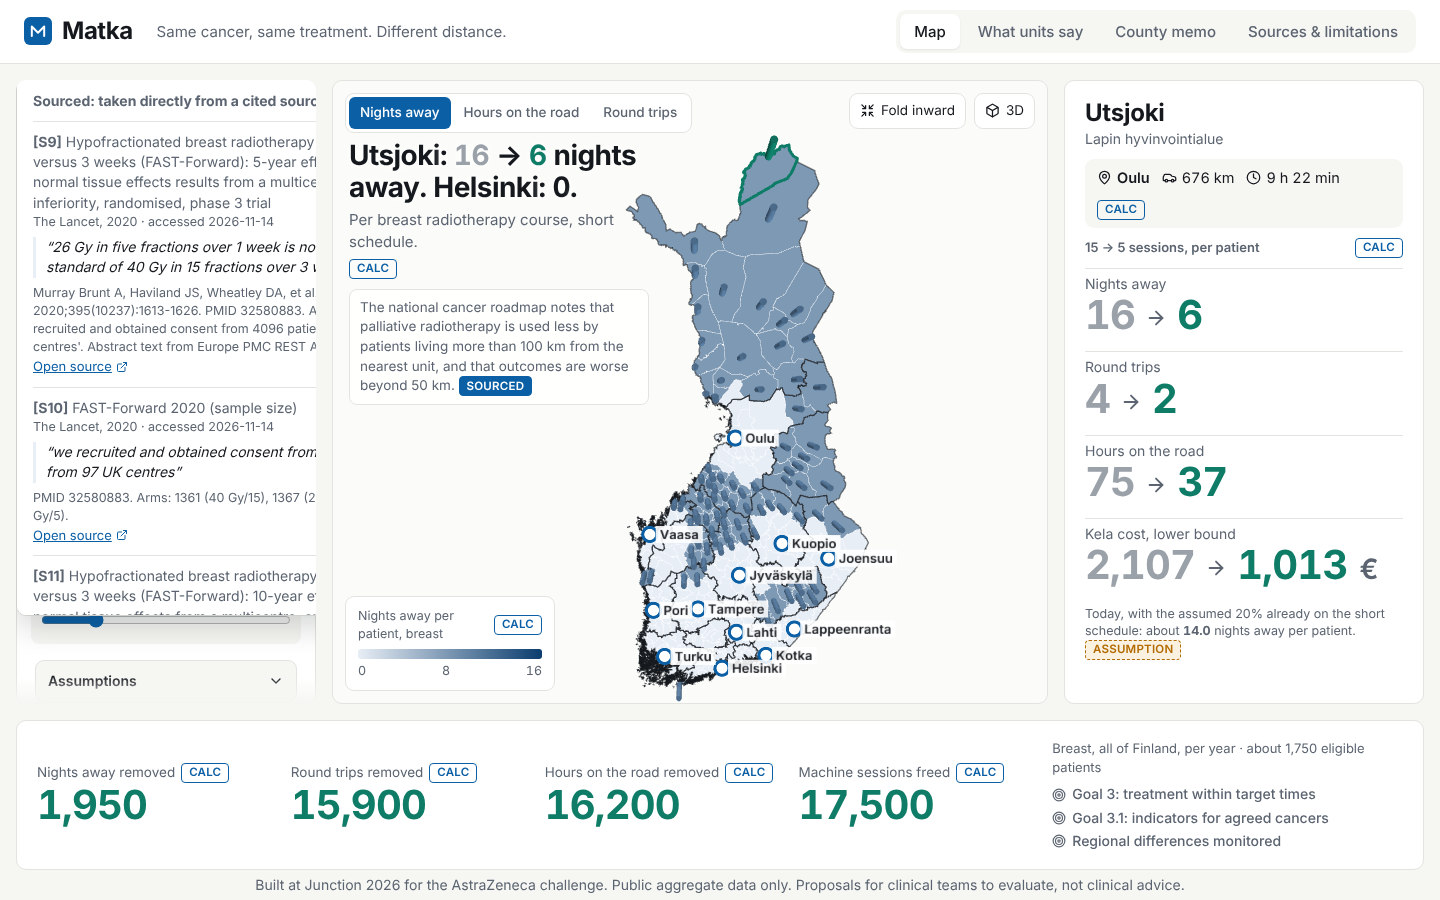 Matka
Same cancer, same treatment. Different distance.
Map
What units say
County memo
Sources & limitations
Sourced: taken directly from a cited sourc
[S9] Hypofractionated breast radiotherapy
versus 3 weeks (FAST-Forward): 5-year eff
normal tissue effects results from a multice
inferiority, randomised, phase 3 trial
The Lancet, 2020 · accessed 2026-11-14
“26 Gy in five fractions over 1 week is no
standard of 40 Gy in 15 fractions over 3 v
Murray Brunt A, Haviland JS, Wheatley DA, et al.
2020;395(10237):1613-1626. PMID 32580883. A
recruited and obtained consent from 4096 patie
centres'. Abstract text from Europe PMC REST A
Open source
[S10] FAST-Forward 2020 (sample size)
The Lancet, 2020 · accessed 2026-11-14
“we recruited and obtained consent from
from 97 UK centres”
PMID 32580883. Arms: 1361 (40 Gy/15), 1367 (2
Gy/5).
Open source
[S11] Hypofractionated breast radiotherapy
versus 3 weeks (FAST-Forward): 10-year e
Assumptions
Nights away
Hours on the road
Round trips
Fold inward
3D
Utsjoki: 16 → 6 nights
away. Helsinki: 0.
Per breast radiotherapy course, short
schedule.
CALC
The national cancer roadmap notes that
palliative radiotherapy is used less by
patients living more than 100 km from the
nearest unit, and that outcomes are worse
beyond 50 km. SOURCED
Oulu
Vaasa
Kuopio
Joensuu
Jyväskylä
Pori
Tampere
Lahti
Lappeenranta
Turku
Kotka
Helsinki
Nights away per
patient, breast
CALC
0 8 16
Utsjoki
Lapin hyvinvointialue
Oulu 676 km 9 h 22 min
CALC
15 → 5 sessions, per patient CALC
Nights away
16 → 6
Round trips
4 → 2
Hours on the road
75 → 37
Kela cost, lower bound
2,107 → 1,013 €
Today, with the assumed 20% already on the short
schedule: about 14.0 nights away per patient.
ASSUMPTION
Nights away removed CALC
1,950
Round trips removed CALC
15,900
Hours on the road removed CALC
16,200
Machine sessions freed CALC
17,500
Breast, all of Finland, per year · about 1,750 eligible
patients
Goal 3: treatment within target times
Goal 3.1: indicators for agreed cancers
Regional differences monitored
Built at Junction 2026 for the AstraZeneca challenge. Public aggregate data only. Proposals for clinical teams to evaluate, not clinical advice.